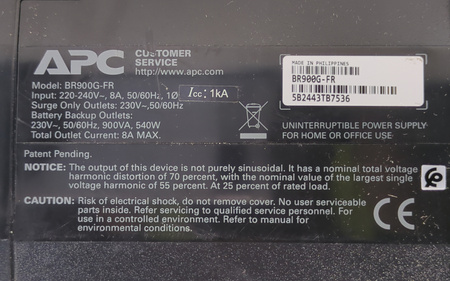 APC
CUSTOMER
SERVICE
http://www.apc.com
Model: BR900G-FR
Input: 220-240V~, 8A, 50/60Hz, 1Ø
Icc: 1kA
Surge Only Outlets: 230V~,50/60Hz
Battery Backup Outlets:
230V~, 50/60Hz, 900VA, 540W
Total Outlet Current: 8A MAX.
MADE IN PHILIPPINES
BR900G-FR
5B2443TB7536
UNINTERRUPTIBLE POWER SUPPLY
FOR HOME OR OFFICE USE
Patent Pending.
NOTICE: The output of this device is not purely sinusoidal. It has a nominal total voltage
harmonic distortion of 70 percent, with the nominal value of the largest single
voltage harmonic of 55 percent. At 25 percent of rated load.
CAUTION: Risk of electrical shock, do not remove cover. No user serviceable
parts inside. Refer servicing to qualified service personnel. For
use in a controlled environment. Refer to manual for
environmental conditions.
CE